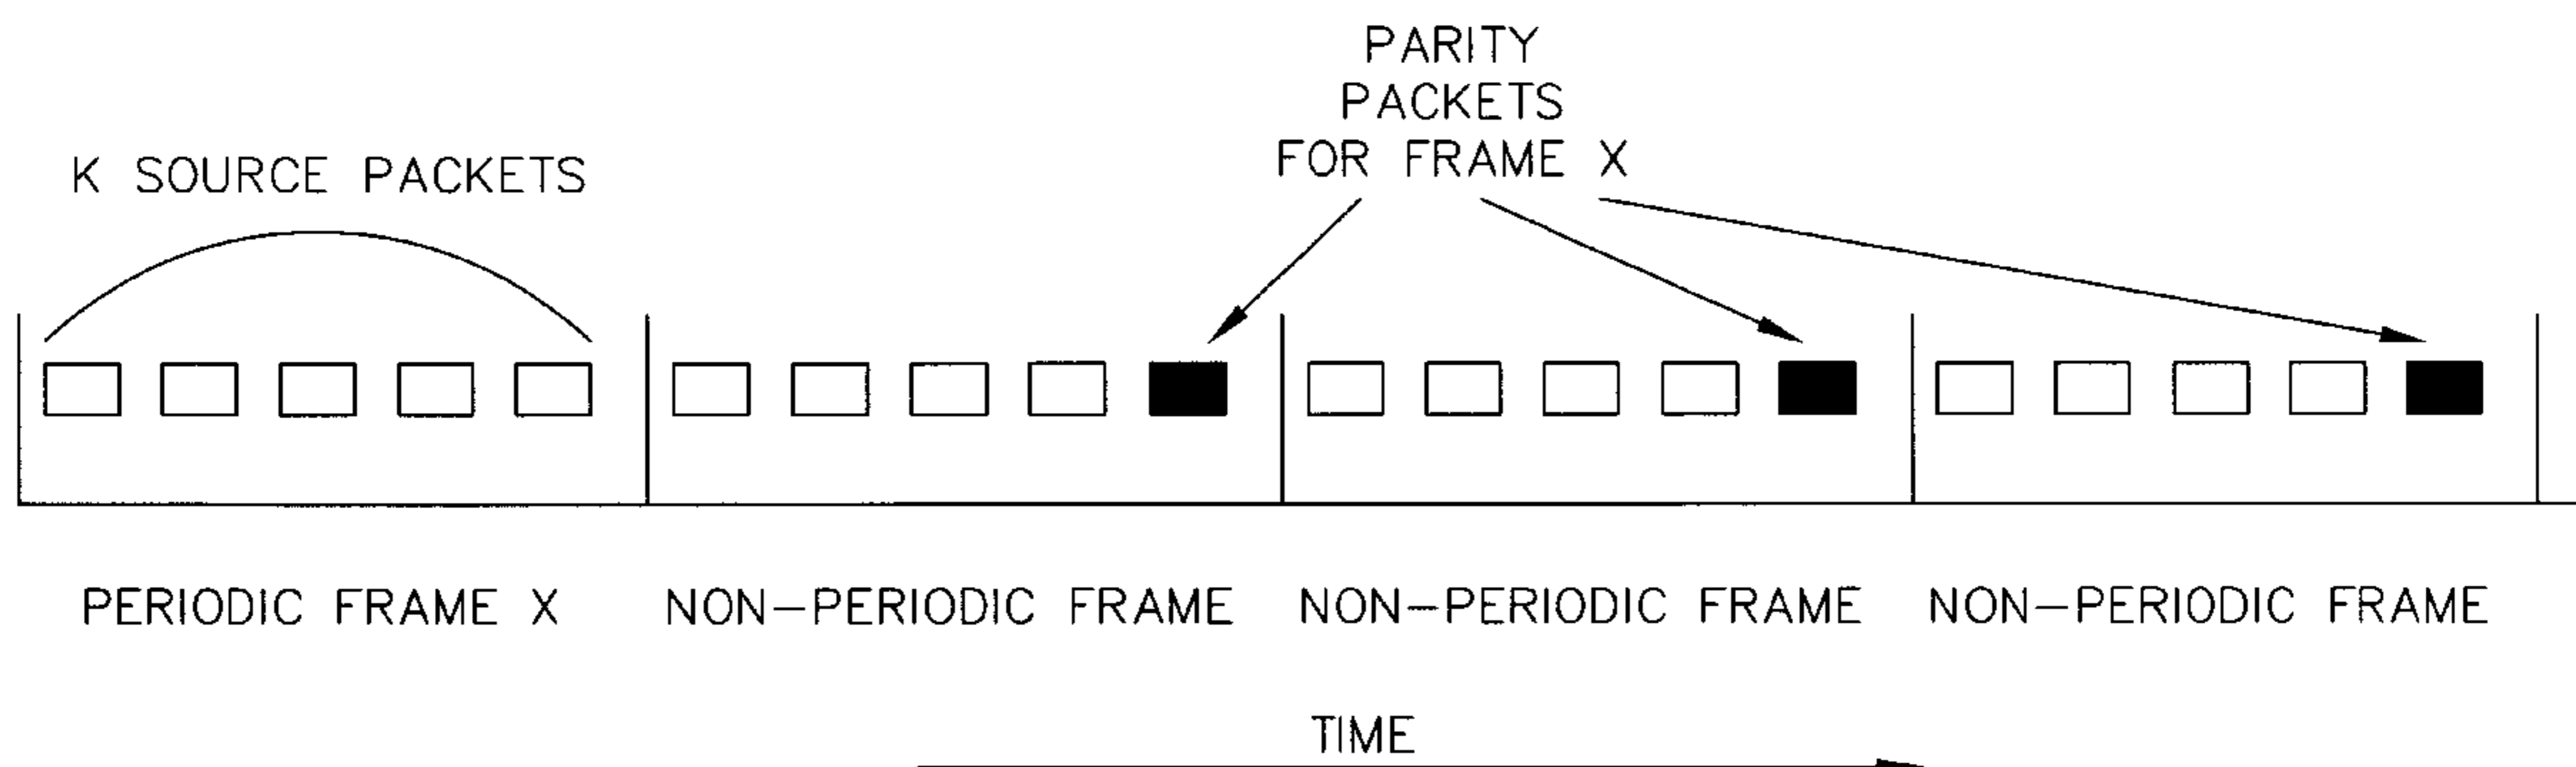 PARITY
PACKETS
FOR FRAME X
K SOURCE PACKETS
PERIODIC FRAME X
NON-PERIODIC FRAME
NON-PERIODIC FRAME
NON-PERIODIC FRAME
TIME